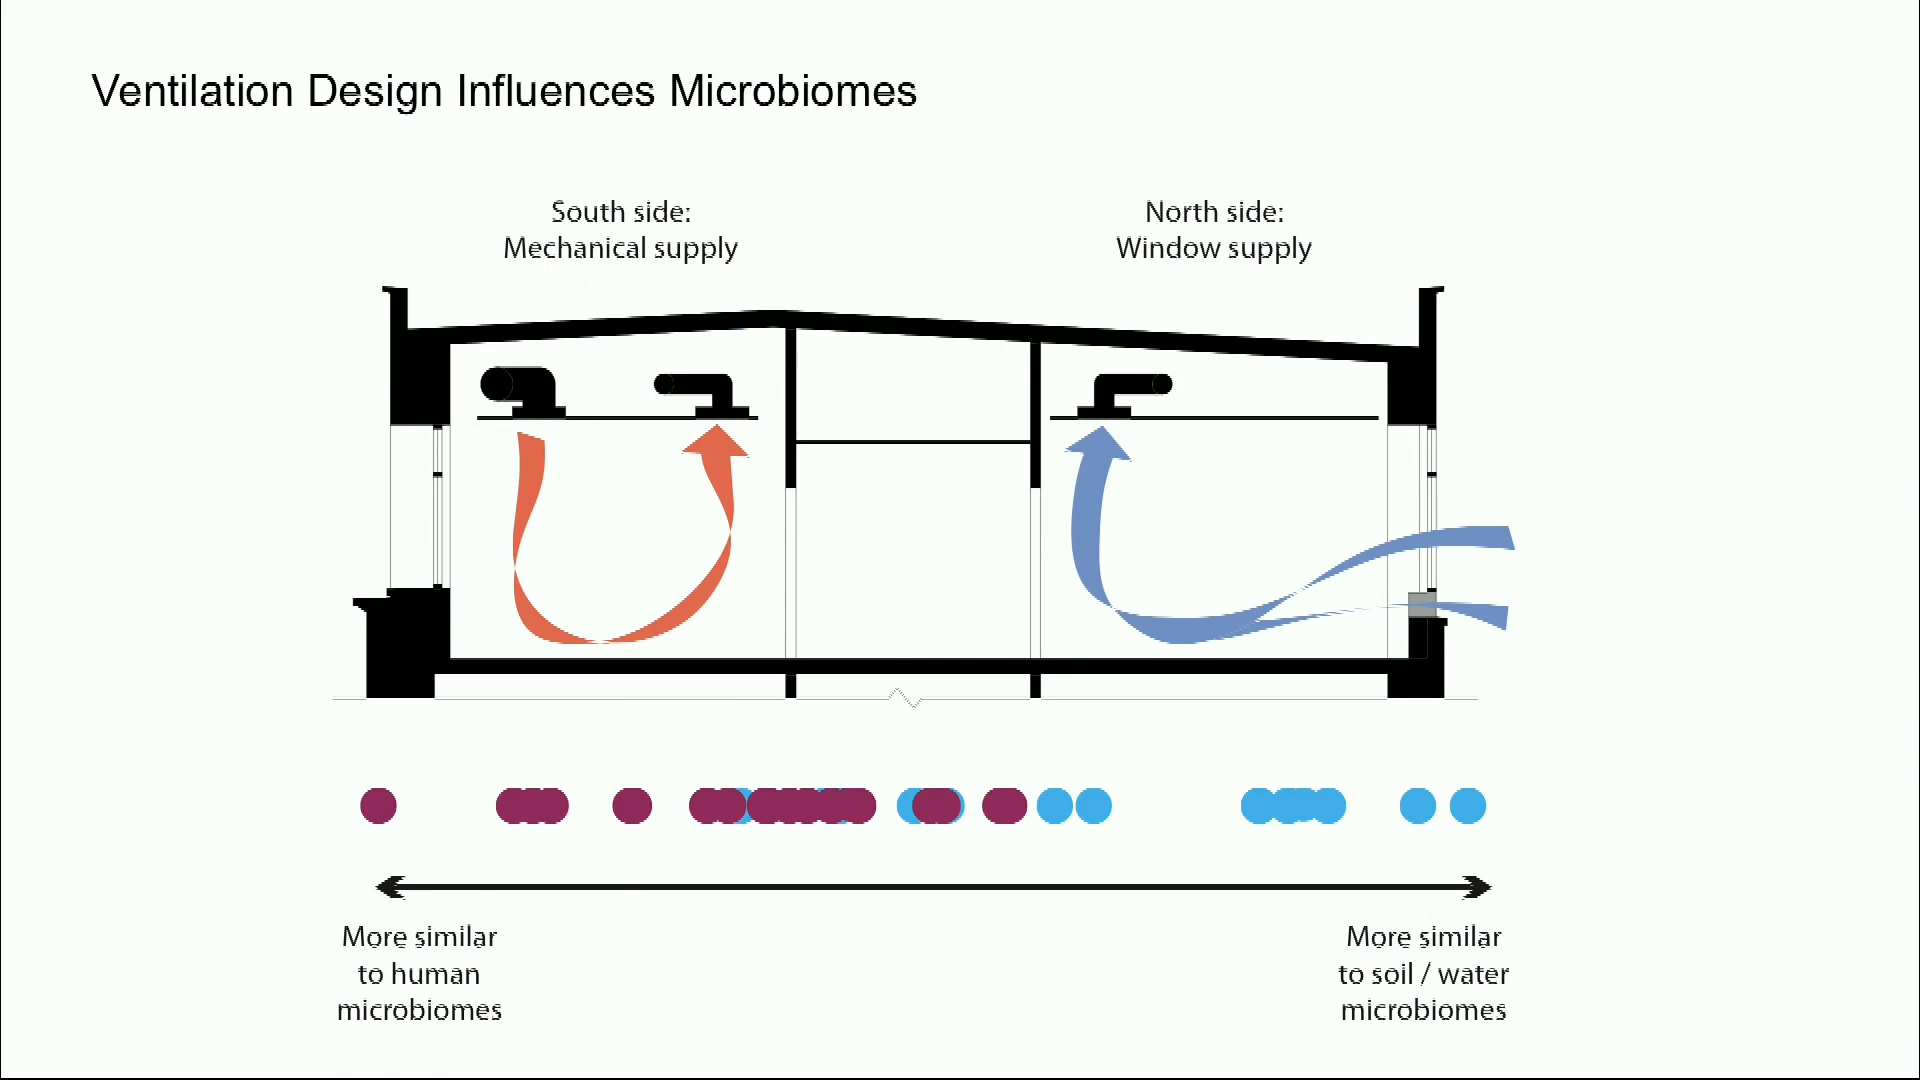 Ventilation Design Influences Microbiomes
South side:
Mechanical supply
North side:
Window supply
More similar
to human
microbiomes
More similar
to soil / water
microbiomes